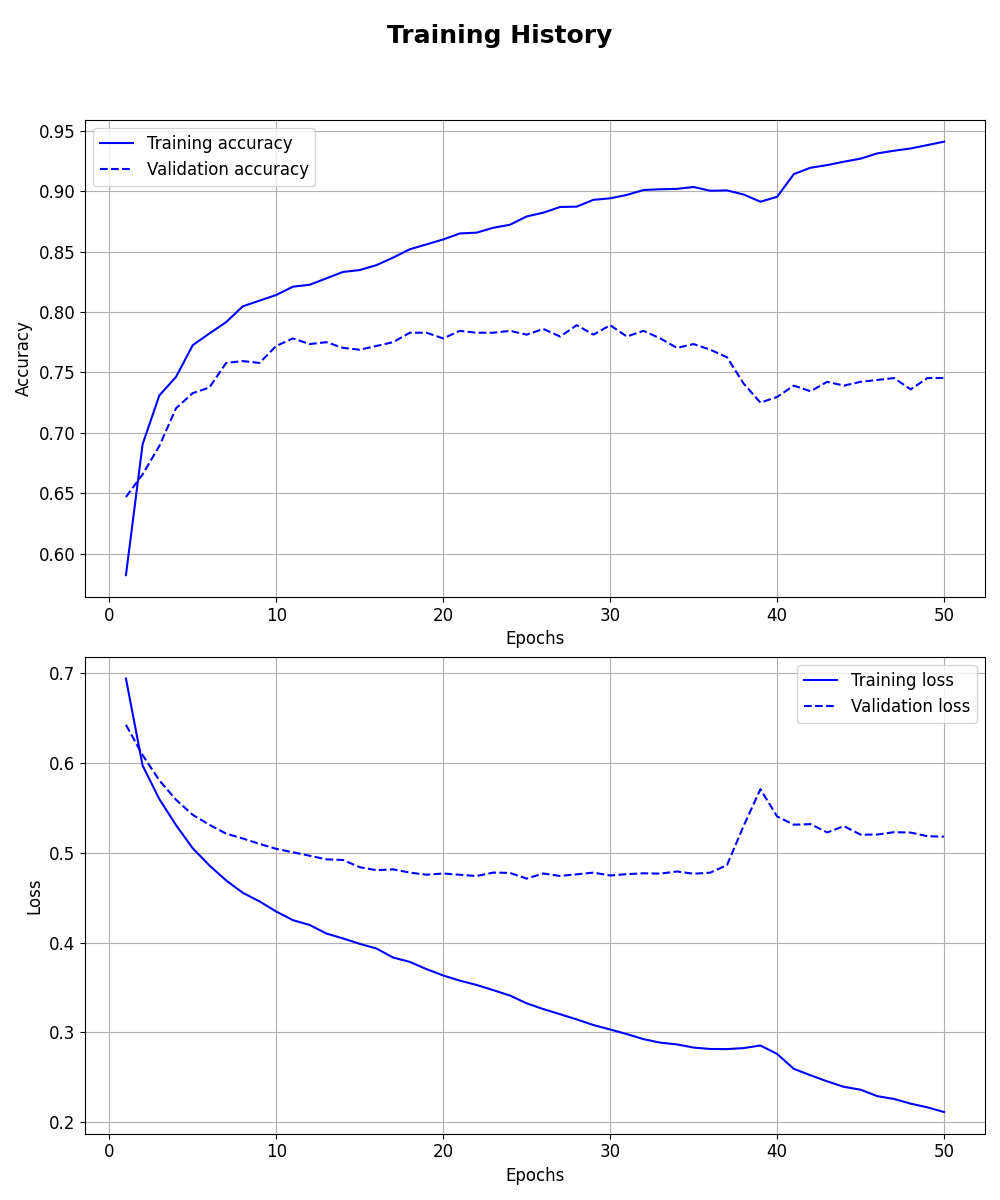 Training History
Training accuracy
Validation accuracy
0.95
0.90
0.85
0.80
0.75
0.70
0.65
0.60
Accuracy
0 10 20 30 40 50
Epochs
Training loss
Validation loss
0.7
0.6
0.5
0.4
0.3
0.2
Loss
0 10 20 30 40 50
Epochs